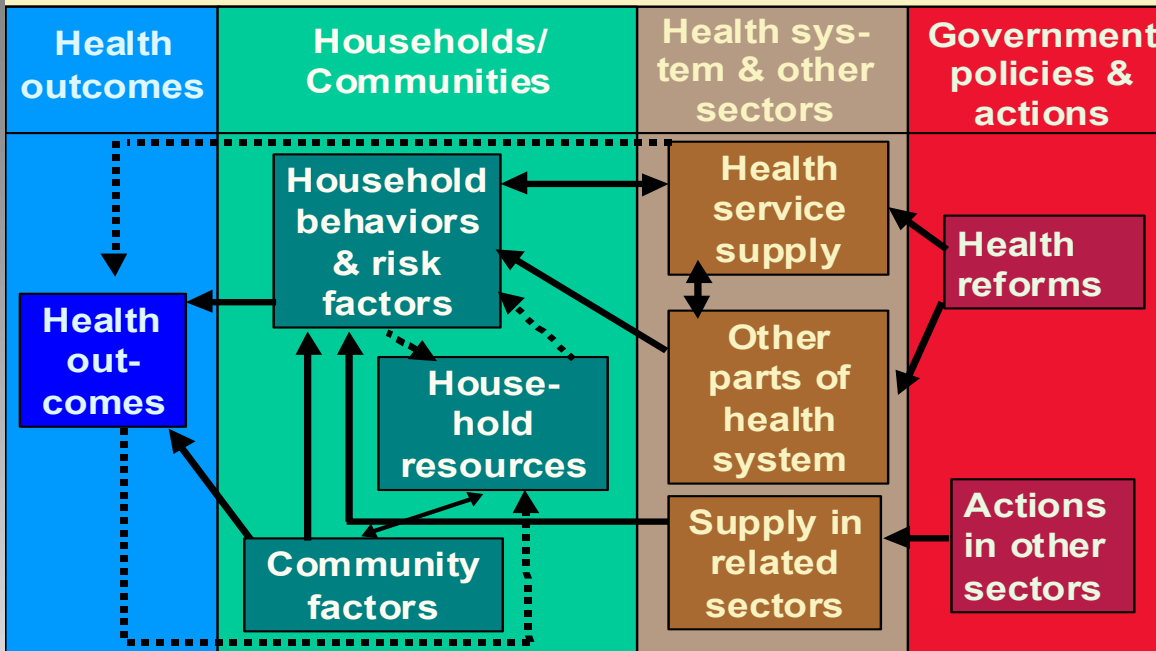 Health
outcomes
Households/
Communities
Health sys-
tem & other
sectors
Government
policies &
actions
Household
behaviors
& risk
factors
Health
service
supply
Health
reforms
Health
out-
comes
House-
hold
resources
Other
parts of
health
system
Community
factors
Supply in
related
sectors
Actions
in other
sectors